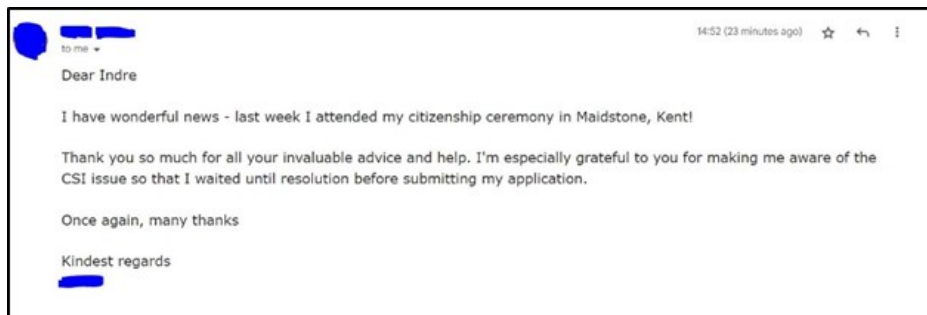 14:52 (23 minutes ago)
to me
Dear Indre
I have wonderful news - last week I attended my citizenship ceremony in Maidstone, Kent!
Thank you so much for all your invaluable advice and help. I'm especially grateful to you for making me aware of the
CSI issue so that I waited until resolution before submitting my application.
Once again, many thanks
Kindest regards